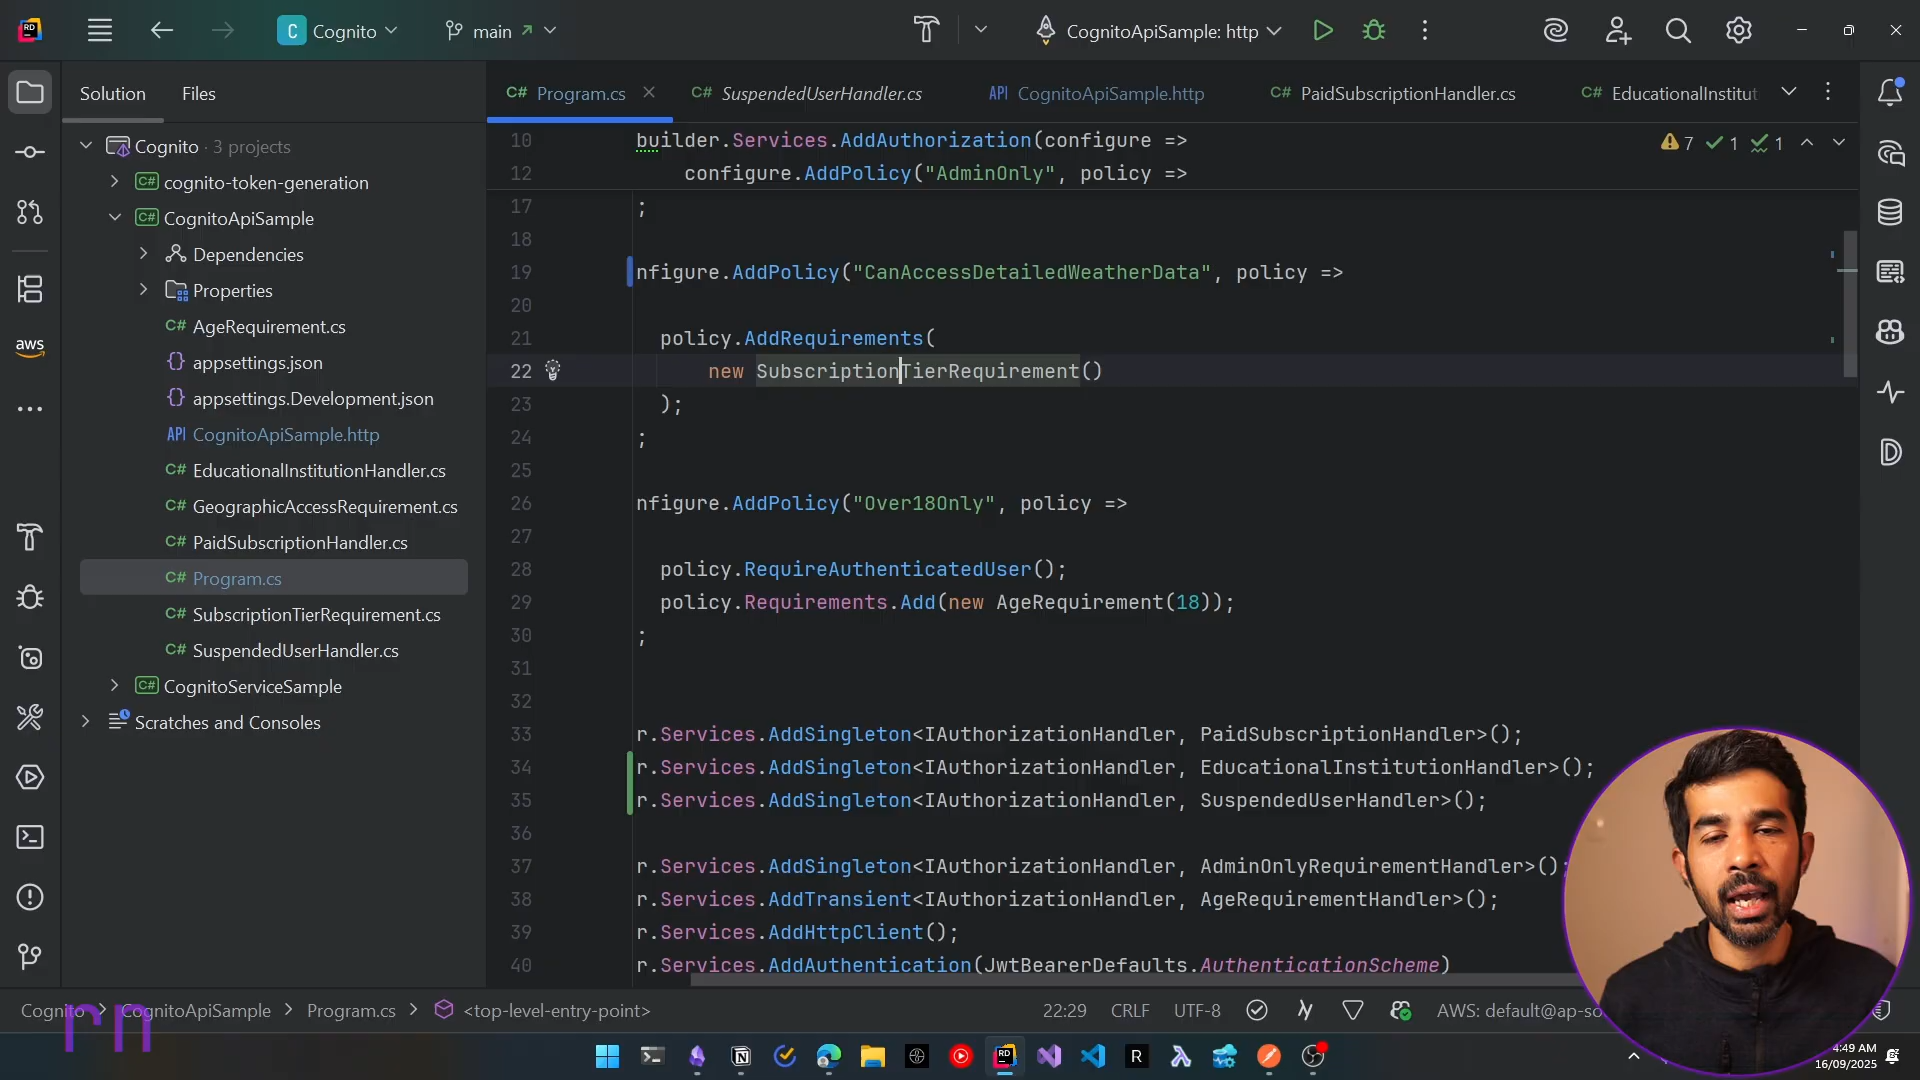 Cognito
main
CognitoApiSample: http
Solution
Files
Program.cs
SuspendedUserHandler.cs
API CognitoApiSample.http
PaidSubscriptionHandler.cs
EducationalInstitut
Cognito · 3 projects
C# cognito-token-generation
C# CognitoApiSample
Dependencies
Properties
C# AgeRequirement.cs
{} appsettings.json
{} appsettings.Development.json
API CognitoApiSample.http
C# EducationalInstitutionHandler.cs
C# GeographicAccessRequirement.cs
C# PaidSubscriptionHandler.cs
C# Program.cs
C# SubscriptionTierRequirement.cs
C# SuspendedUserHandler.cs
C# CognitoServiceSample
Scratches and Consoles
aws
7 1 1
10 builder.Services.AddAuthorization(configure =>
12 configure.AddPolicy("AdminOnly", policy =>
17 ;
18
19 nfigure.AddPolicy("CanAccessDetailedWeatherData", policy =>
20
21 policy.AddRequirements(
22 new SubscriptionTierRequirement()
23 );
24 ;
25
26 nfigure.AddPolicy("Over18Only", policy =>
27
28 policy.RequireAuthenticatedUser();
29 policy.Requirements.Add(new AgeRequirement(18));
30 ;
31
32
33 r.Services.AddSingleton<IAuthorizationHandler, PaidSubscriptionHandler>();
34 r.Services.AddSingleton<IAuthorizationHandler, EducationalInstitutionHandler>();
35 r.Services.AddSingleton<IAuthorizationHandler, SuspendedUserHandler>();
36
37 r.Services.AddSingleton<IAuthorizationHandler, AdminOnlyRequirementHandler>();
38 r.Services.AddTransient<IAuthorizationHandler, AgeRequirementHandler>();
39 r.Services.AddHttpClient();
40 r.Services.AddAuthentication(JwtBearerDefaults.AuthenticationScheme)
Cognito > CognitoApiSample > Program.cs > <top-level-entry-point>
22:29 CRLF UTF-8 AWS: default@ap-so
rn
4:49 AM
16/09/2025